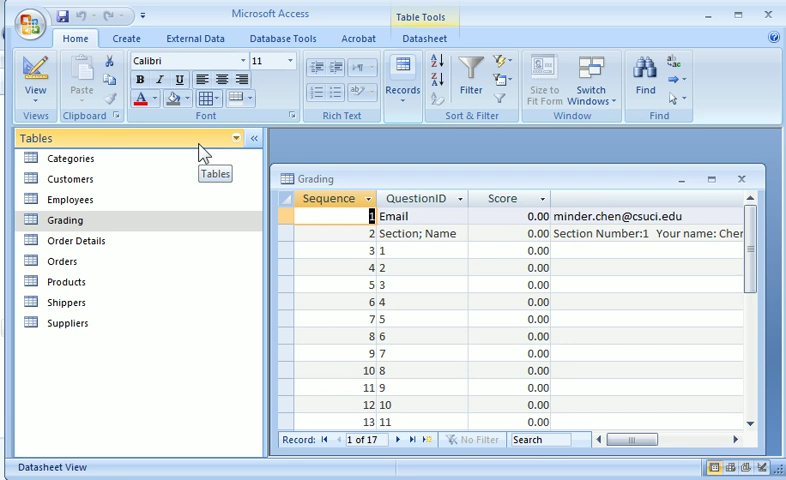 Microsoft Access
Table Tools
Home Create External Data Database Tools Acrobat Datasheet
Calibri 11
B I U
A
View Paste Records Filter Size to Fit Form Switch Windows Find
Views Clipboard Font Rich Text Sort & Filter Window Find
Tables
Tables
Categories
Customers
Employees
Grading
Order Details
Orders
Products
Shippers
Suppliers
Grading
Sequence QuestionID Score
1 Email 0.00 minder.chen@csuci.edu
2 Section; Name 0.00 Section Number:1 Your name: Cher
3 1 0.00
4 2 0.00
5 3 0.00
6 4 0.00
7 5 0.00
8 6 0.00
9 7 0.00
10 8 0.00
11 9 0.00
12 10 0.00
13 11 0.00
Record: 1 of 17 No Filter Search
Datasheet View